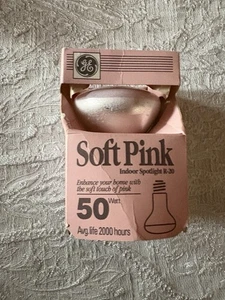 GE
Soft Pink
Indoor Spotlight R-20
Enhance your home with
the soft touch of pink
50 Watt
Avg. life 2000 hours